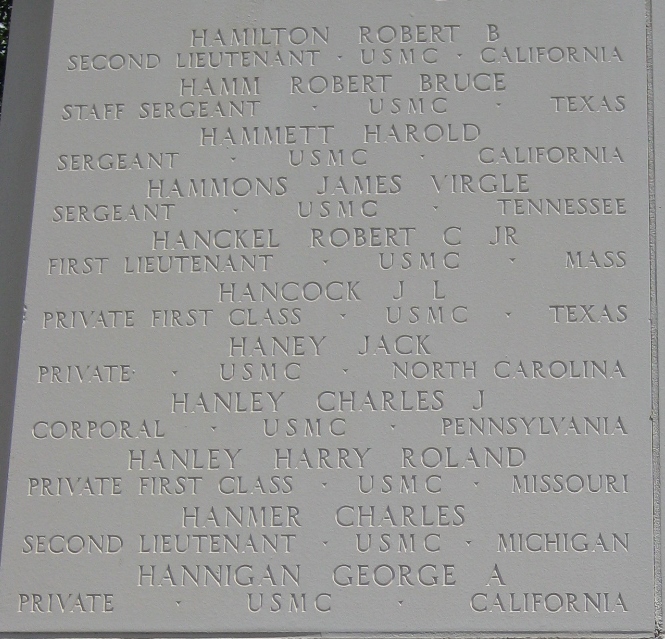 HAMILTON ROBERT B
SECOND LIEUTENANT · USMC · CALIFORNIA
HAMM ROBERT BRUCE
STAFF SERGEANT · USMC · TEXAS
HAMMETT HAROLD
SERGEANT · USMC · CALIFORNIA
HAMMONS JAMES VIRGLE
SERGEANT · USMC · TENNESSEE
HANCKEL ROBERT C JR
FIRST LIEUTENANT · USMC · MASS
HANCOCK J L
PRIVATE FIRST CLASS · USMC · TEXAS
HANEY JACK
PRIVATE · USMC · NORTH CAROLINA
HANLEY CHARLES J
CORPORAL · USMC · PENNSYLVANIA
HANLEY HARRY ROLAND
PRIVATE FIRST CLASS · USMC · MISSOURI
HANMER CHARLES
SECOND LIEUTENANT · USMC · MICHIGAN
HANNIGAN GEORGE A
PRIVATE · USMC · CALIFORNIA